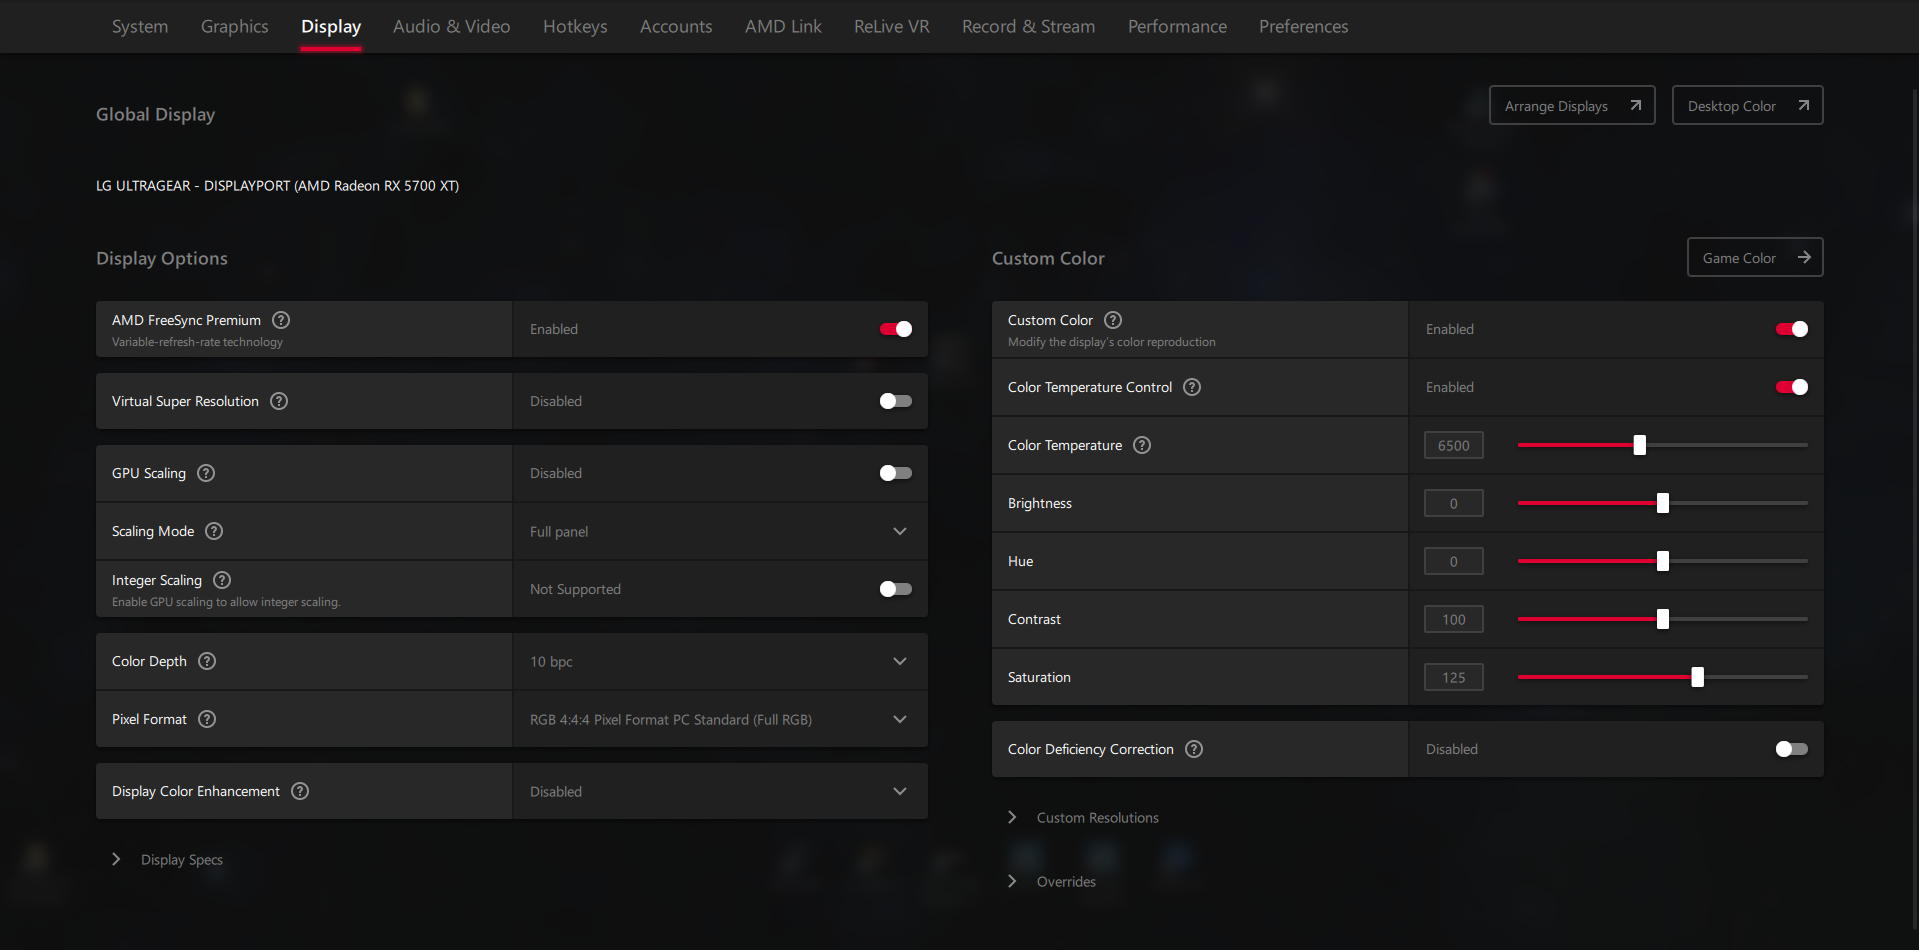 System Graphics Display Audio & Video Hotkeys Accounts AMD Link ReLive VR Record & Stream Performance Preferences
Global Display
Arrange Displays
Desktop Color
LG ULTRAGEAR - DISPLAYPORT (AMD Radeon RX 5700 XT)
Display Options
AMD FreeSync Premium ? Enabled
Variable-refresh-rate technology
Virtual Super Resolution ? Disabled
GPU Scaling ? Disabled
Scaling Mode ? Full panel
Integer Scaling ? Not Supported
Enable GPU scaling to allow integer scaling.
Color Depth ? 10 bpc
Pixel Format ? RGB 4:4:4 Pixel Format PC Standard (Full RGB)
Display Color Enhancement ? Disabled
Display Specs
Custom Color
Game Color
Custom Color ? Enabled
Modify the display's color reproduction
Color Temperature Control ? Enabled
Color Temperature ? 6500
Brightness 0
Hue 0
Contrast 100
Saturation 125
Color Deficiency Correction ? Disabled
Custom Resolutions
Overrides